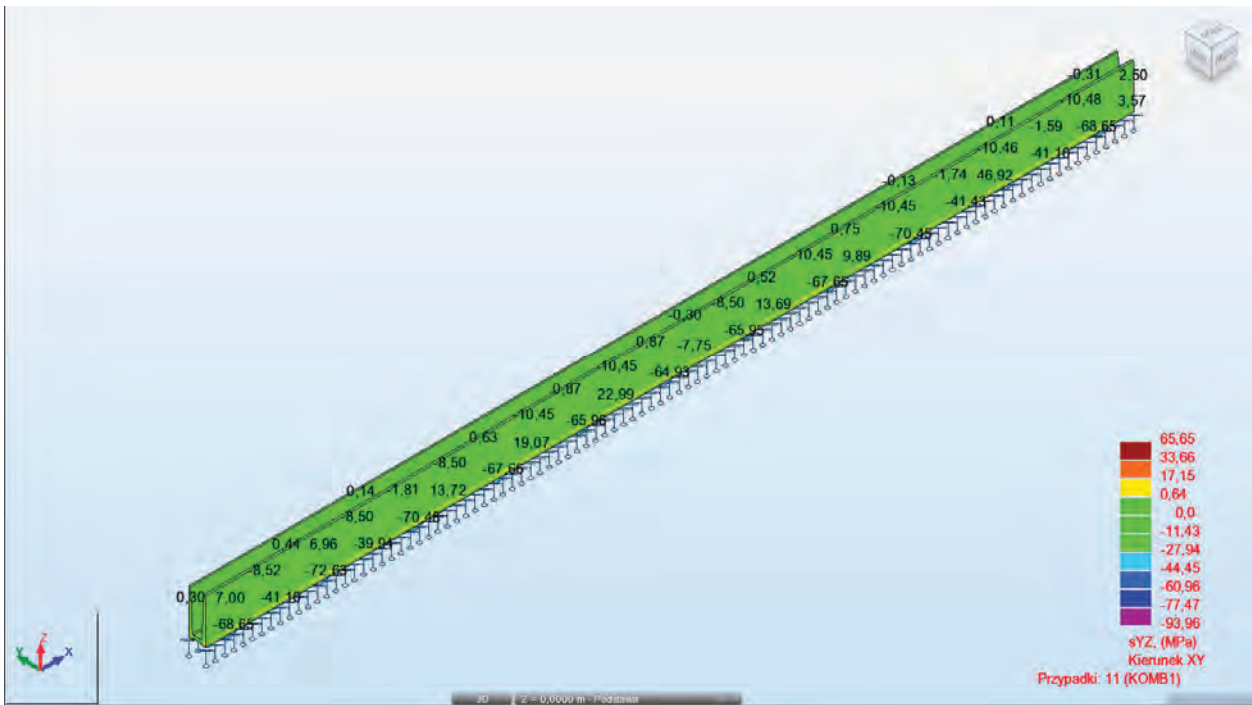 -0,31 2,50
-10,48 3,57
0,11 -1,59 -68,65
-10,46 -41,18
-0,13 -1,74 46,92
-10,45 -41,43
0,75 -70,45
-10,45 9,89
0,52 -67,65
-8,50 13,69
-0,30 -65,95
0,87 -7,75
-10,45 -64,93
0,87 22,99
-10,45 -65,96
0,63 19,07
-8,50 -67,66
0,14 -1,81 13,72
-8,50 -70,48
0,44 6,96 -39,94
-8,52 -72,63
0,30 7,00 -41,18
-68,65
65,65
33,66
17,15
0,64
0,0
-11,43
-27,94
-44,45
-60,96
-77,47
-93,96
sYZ, (MPa)
Kierunek XY
Przypadki: 11 (KOMB1)
Z
Y X
3D Z = 0,0000 m - Podstawa